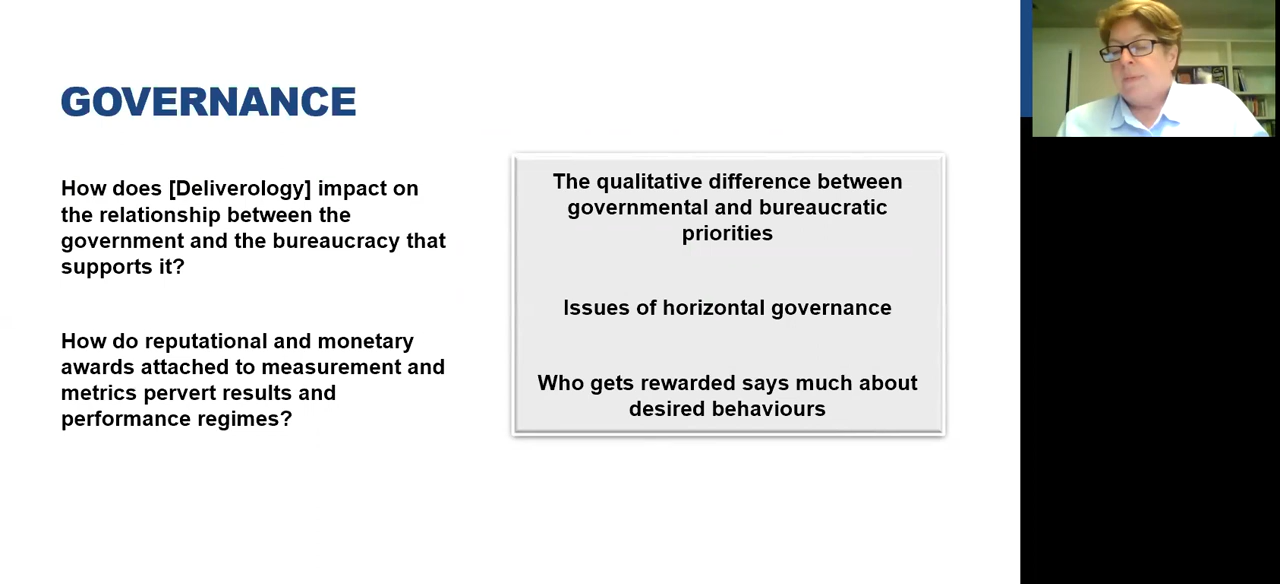 GOVERNANCE
How does [Deliverology] impact on
the relationship between the
government and the bureaucracy that
supports it?
How do reputational and monetary
awards attached to measurement and
metrics pervert results and
performance regimes?
The qualitative difference between
governmental and bureaucratic
priorities
Issues of horizontal governance
Who gets rewarded says much about
desired behaviours